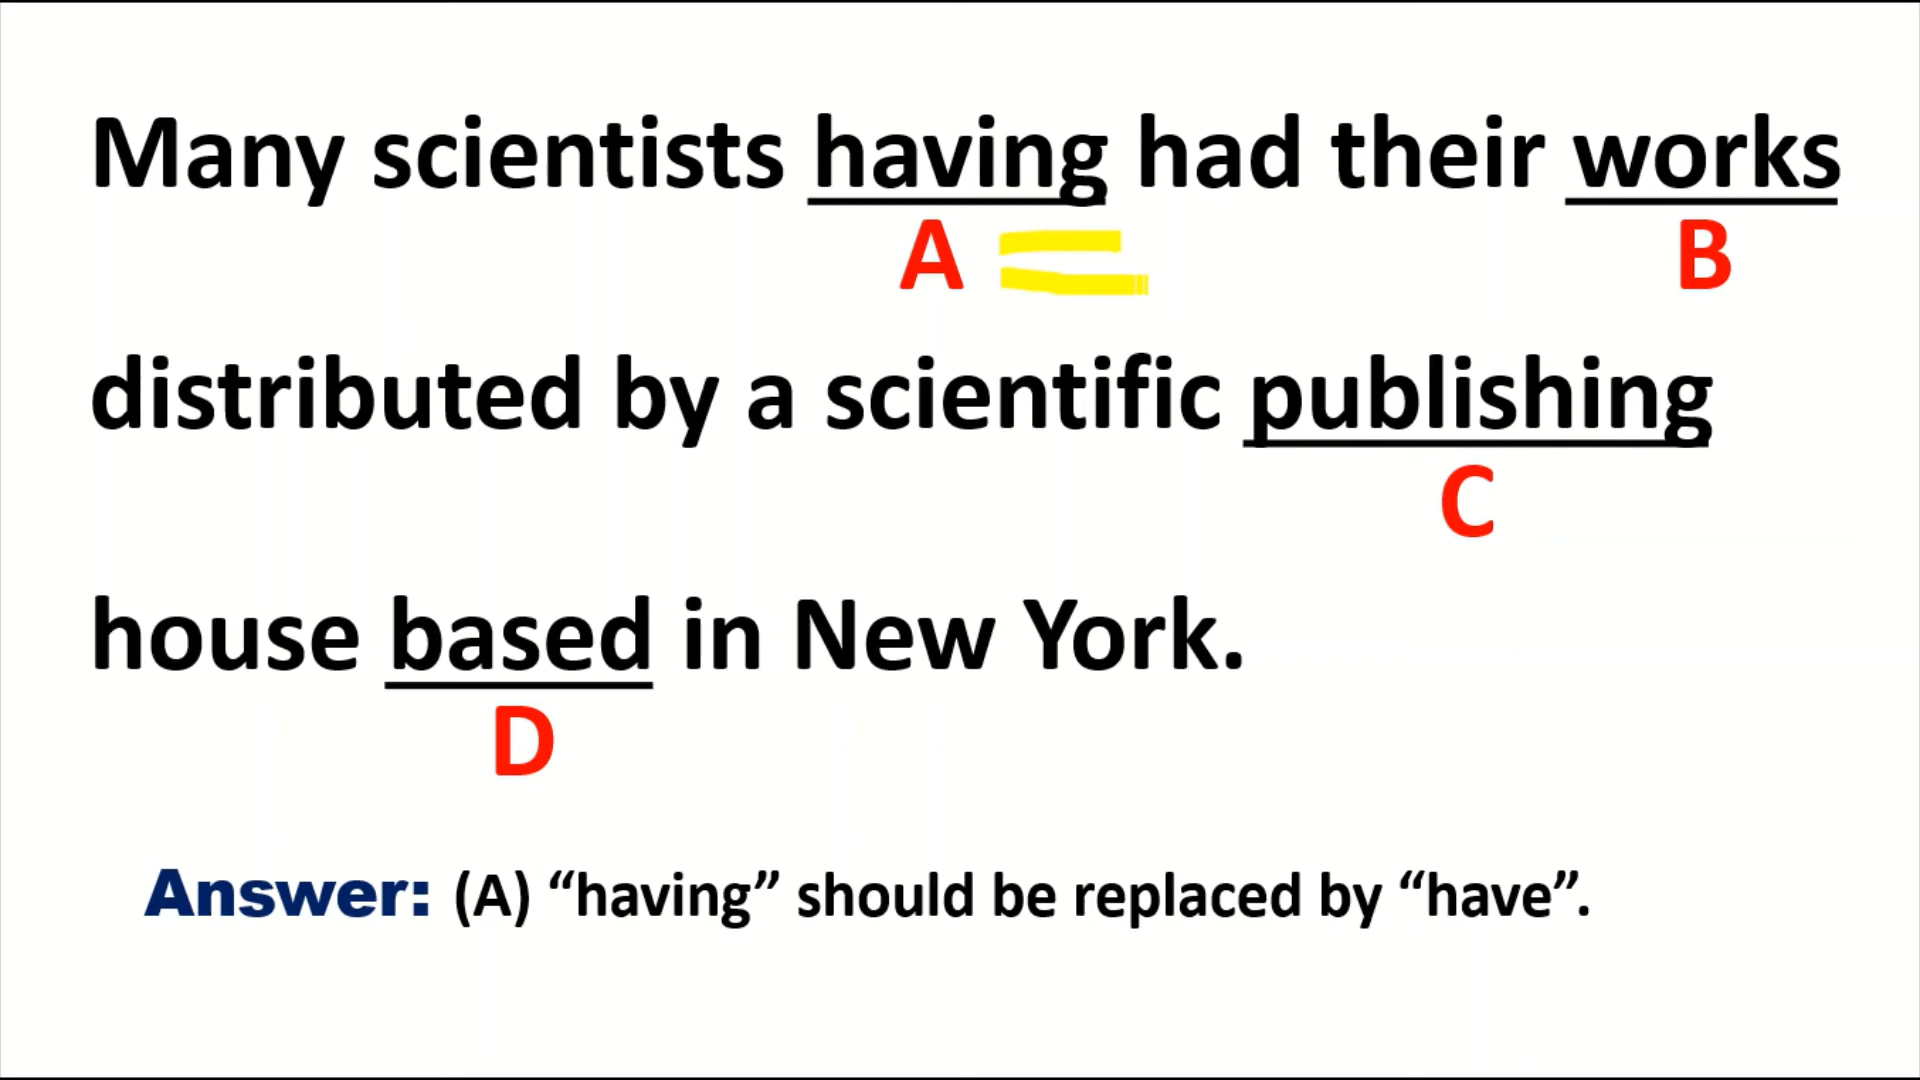 Many scientists having had their works
A B
distributed by a scientific publishing
C
house based in New York.
D
Answer: (A) “having” should be replaced by “have”.